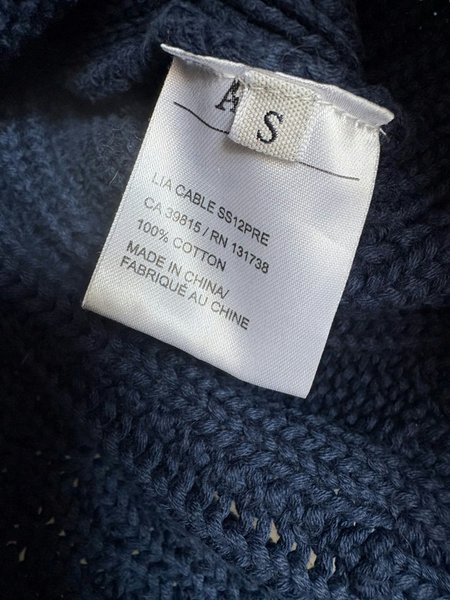 A
S
LIA CABLE SS12PRE
CA 39815 / RN 131738
100% COTTON
MADE IN CHINA/
FABRIQUÉ AU CHINE